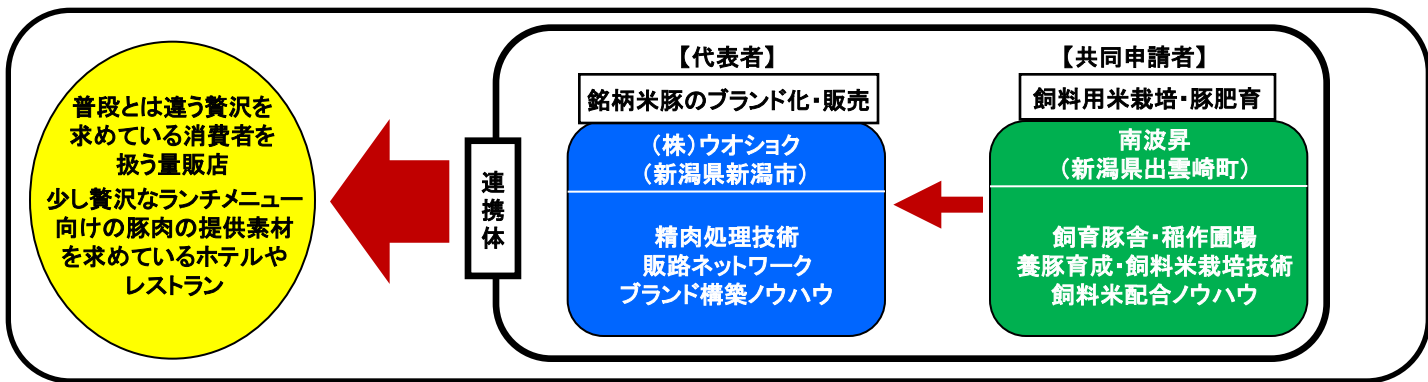 普段とは違う贅沢を
求めている消費者を
扱う量販店
少し贅沢なランチメニュー
向けの豚肉の提供素材
を求めているホテルや
レストラン
連携体
【代表者】
銘柄米豚のブランド化・販売
（株）ウオショク
（新潟県新潟市）
精肉処理技術
販路ネットワーク
ブランド構築ノウハウ
【共同申請者】
飼料用米栽培・豚肥育
南波昇
（新潟県出雲崎町）
飼育豚舎・稲作圃場
養豚育成・飼料米栽培技術
飼料米配合ノウハウ